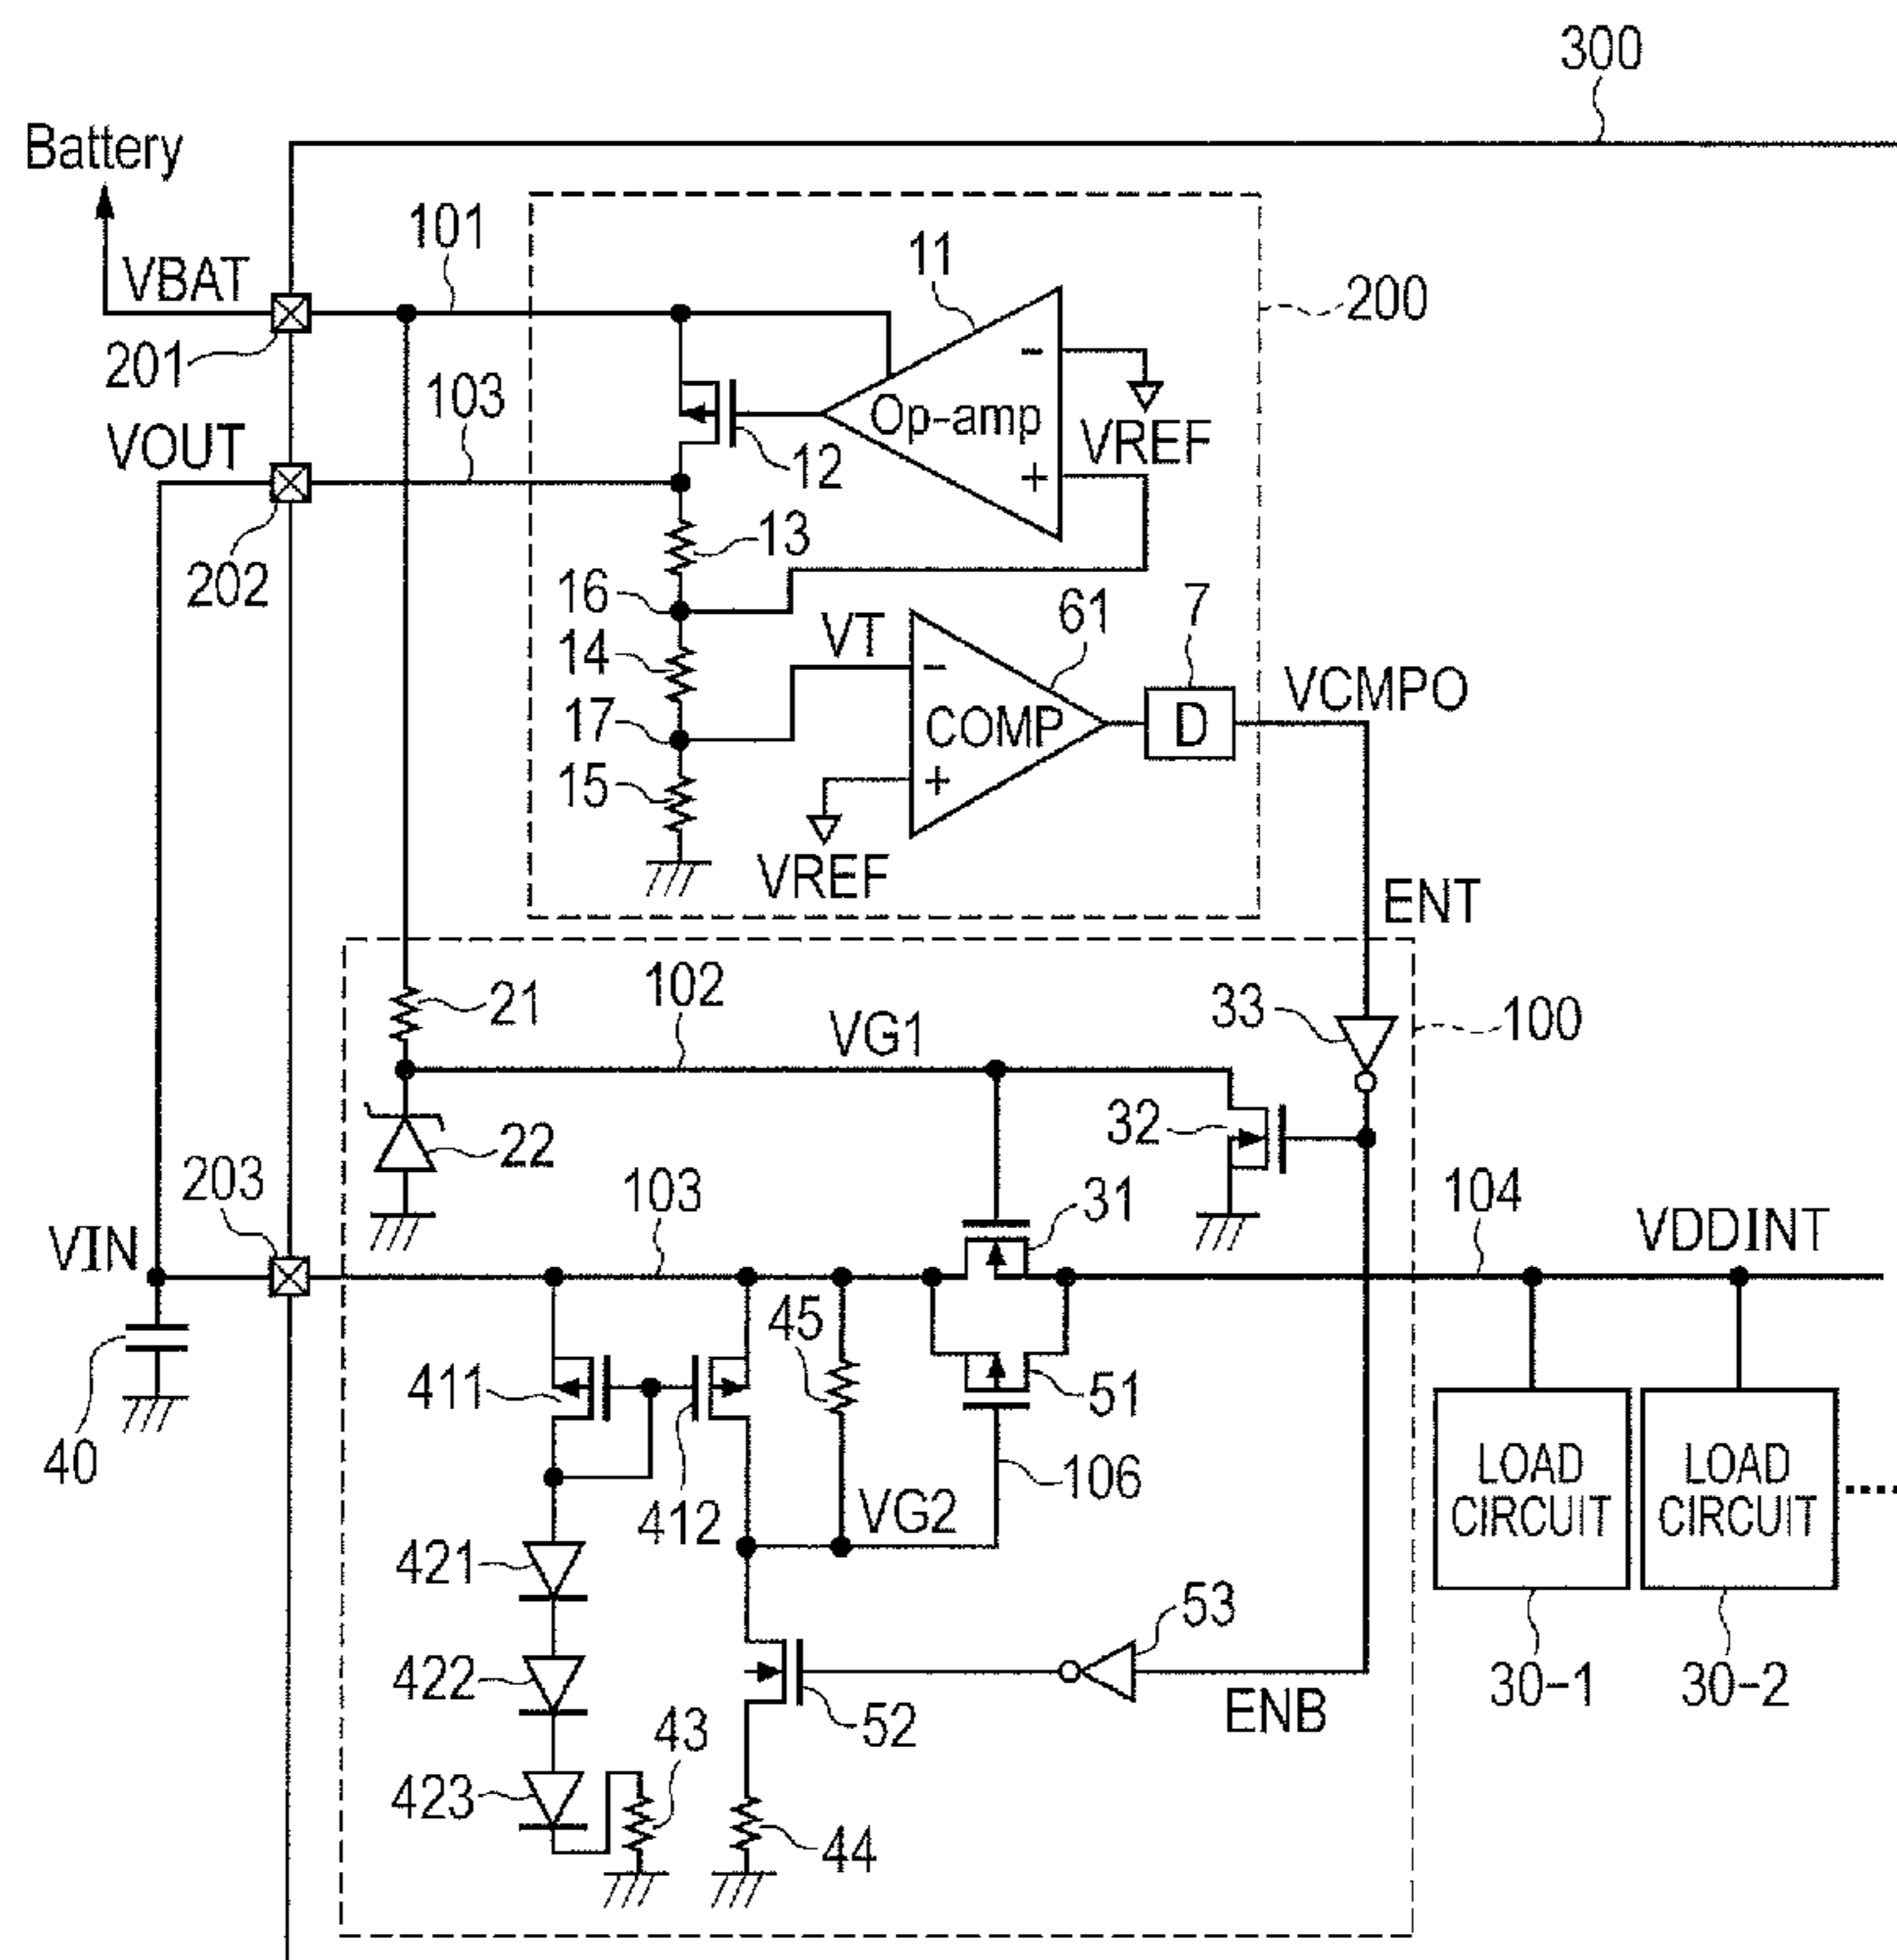 300
Battery
101
11
VBAT
200
201
103
VOUT
Op-amp
-
+
VREF
12
202
13
16
61
7
14
VT
-
COMP
+
D
VCMPO
17
15
VREF
ENT
21
102
VG1
33
100
22
32
203
103
31
104
VIN
VDDINT
45
411
51
40
412
VG2
106
LOAD
CIRCUIT
LOAD
CIRCUIT
421
53
30-1
30-2
422
52
ENB
43
423
44